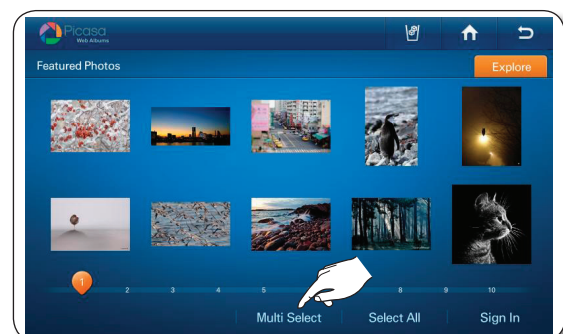 Picasa
Web Albums
Featured Photos
Explore
1 2 3 4 5 8 9 10
Multi Select Select All Sign In